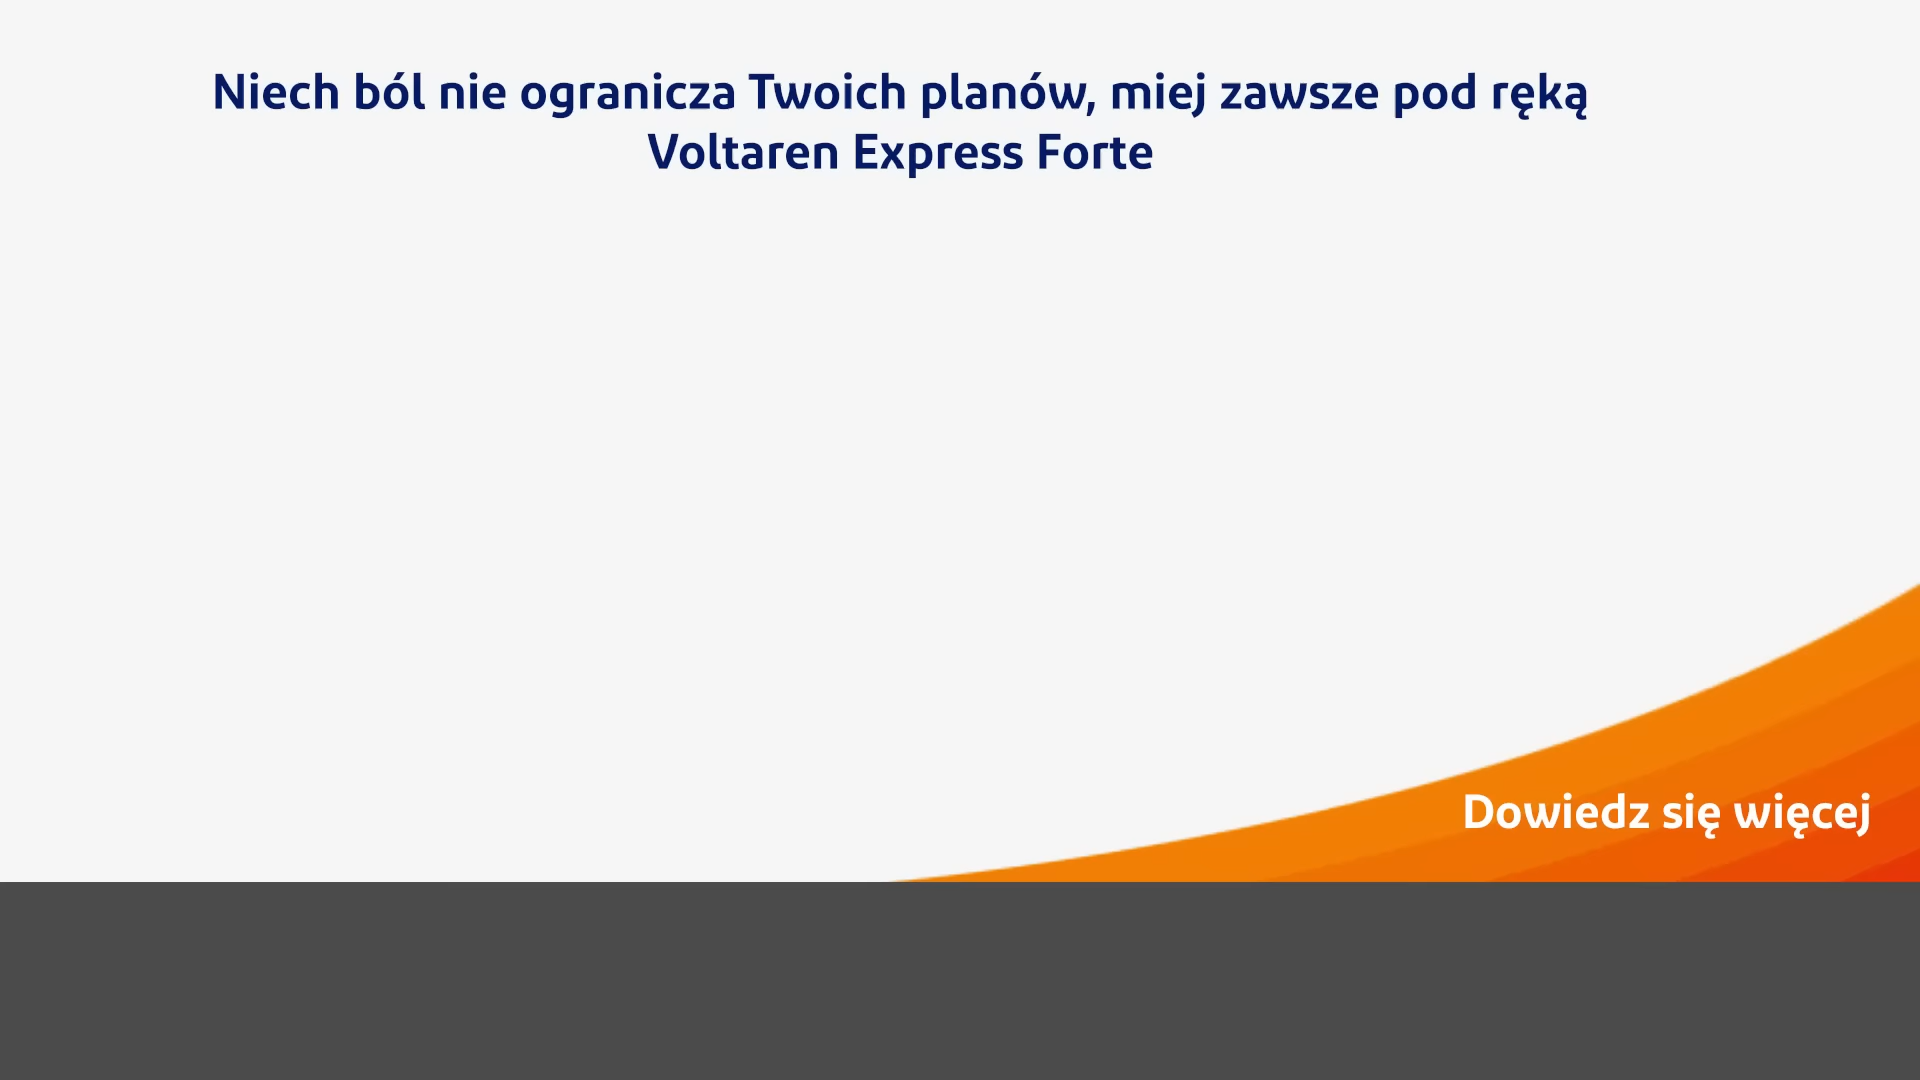 Niech ból nie ogranicza Twoich planów, miej zawsze pod ręką
Voltaren Express Forte
Dowiedz się więcej